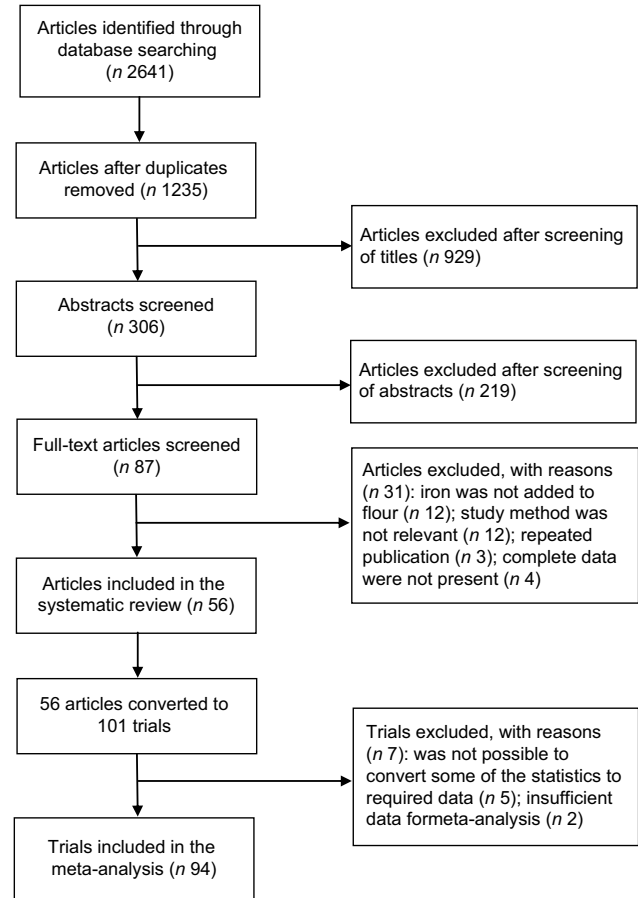 Articles identified through
database searching
(n 2641)
Articles after duplicates
removed (n 1235)
Articles excluded after screening
of titles (n 929)
Abstracts screened
(n 306)
Articles excluded after screening
of abstracts (n 219)
Full-text articles screened
(n 87)
Articles excluded, with reasons
(n 31): iron was not added to
flour (n 12); study method was
not relevant (n 12); repeated
publication (n 3); complete data
were not present (n 4)
Articles included in the
systematic review (n 56)
56 articles converted to
101 trials
Trials excluded, with reasons
(n 7): was not possible to
convert some of the statistics to
required data (n 5); insufficient
data formeta-analysis (n 2)
Trials included in the
meta-analysis (n 94)